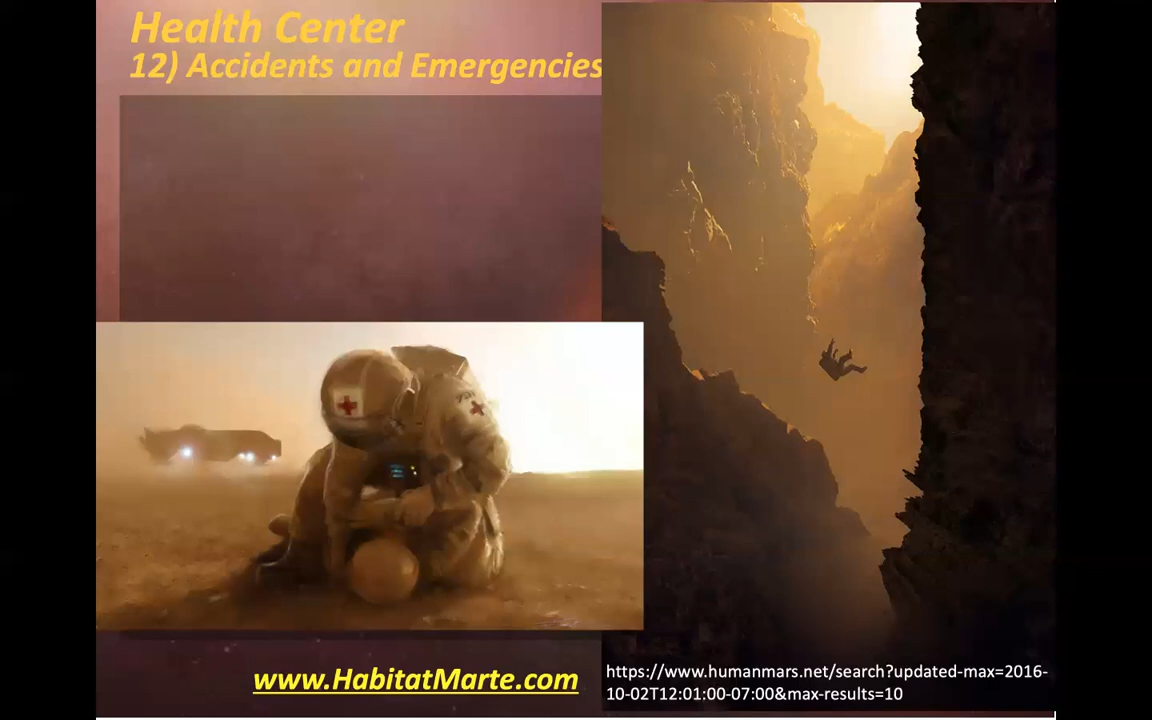 Health Center
12) Accidents and Emergencies
www.HabitatMarte.com
https://www.humanmars.net/search?updated-max=2016-
10-02T12:01:00-07:00&max-results=10